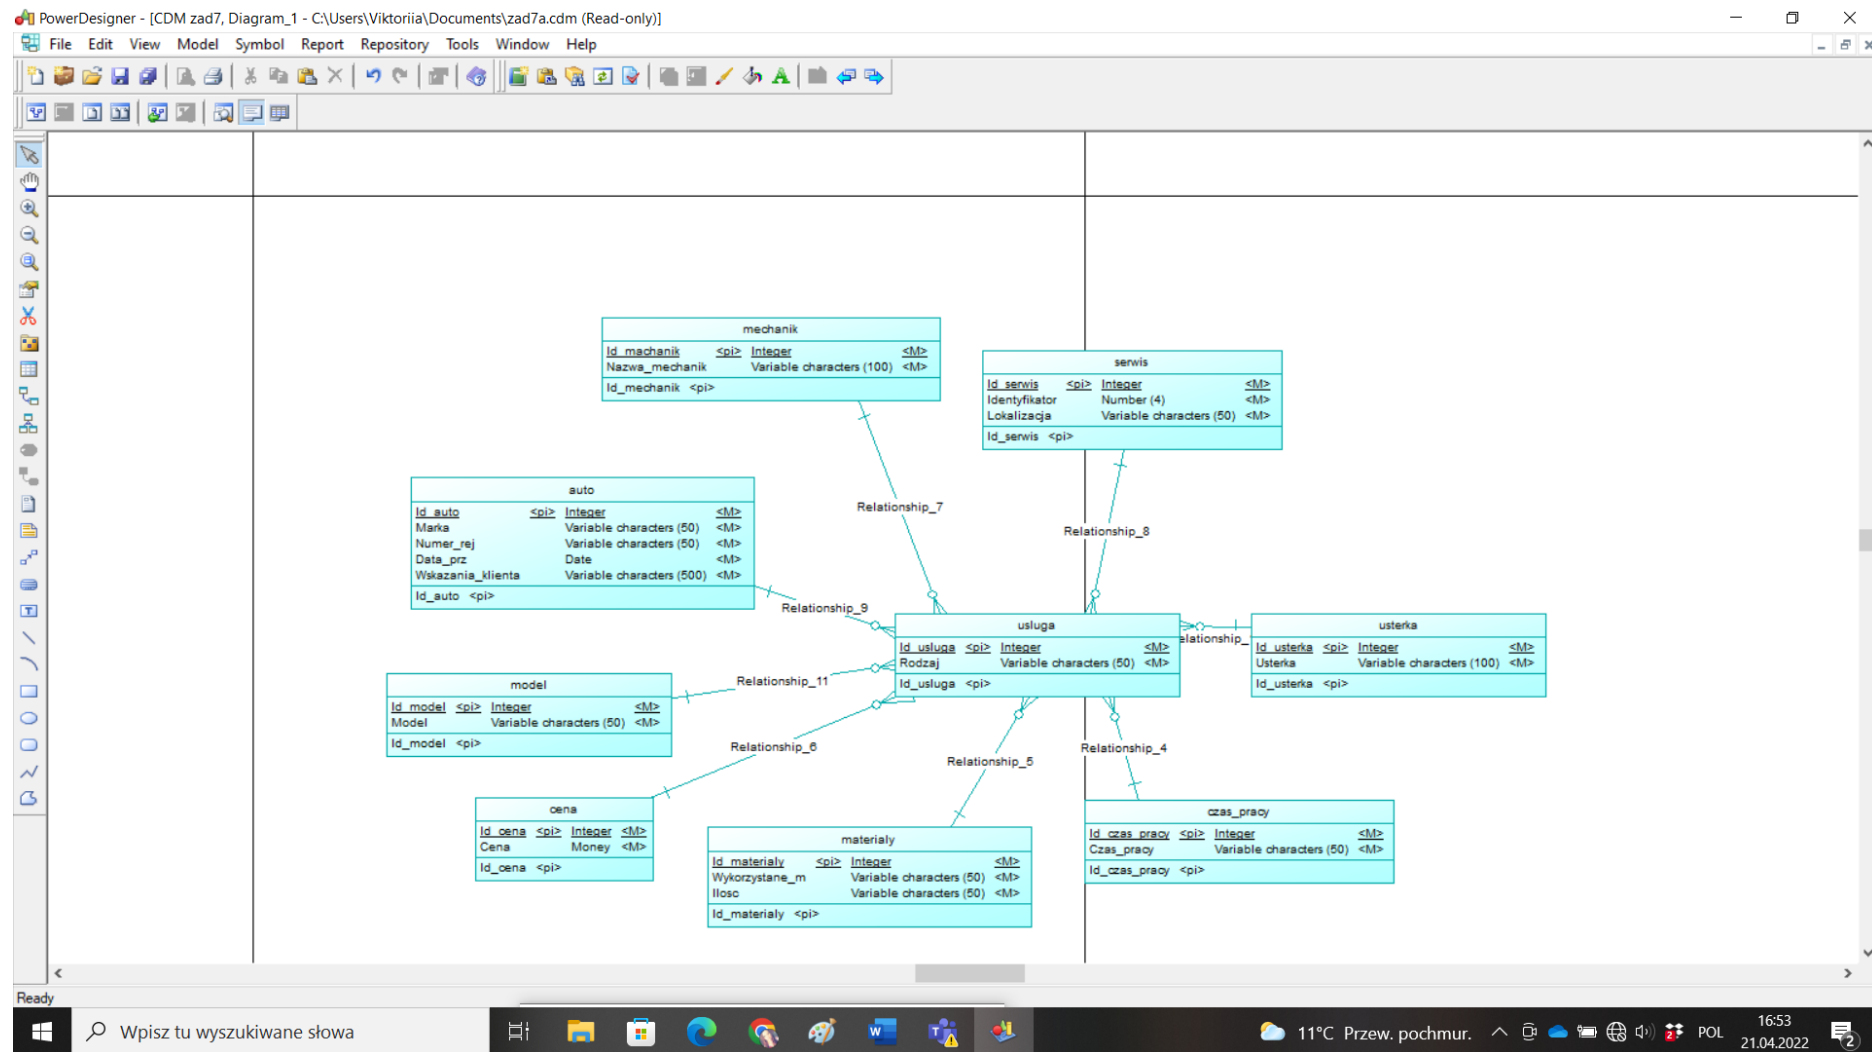 PowerDesigner - [CDM zad7, Diagram_1 - C:\Users\Viktoriia\Documents\zad7a.cdm (Read-only)]
File Edit View Model Symbol Report Repository Tools Window Help
mechanik
Id_machanik <pi> Integer <M>
Nazwa_mechanik Variable characters (100) <M>
Id_mechanik <pi>
serwis
Id_serwis <pi> Integer <M>
Identyfikator Number (4) <M>
Lokalizacja Variable characters (50) <M>
Id_serwis <pi>
auto
Id_auto <pi> Integer <M>
Marka Variable characters (50) <M>
Numer_rej Variable characters (50) <M>
Data_prz Date <M>
Wskazania_klienta Variable characters (500) <M>
Id_auto <pi>
Relationship_7
Relationship_8
Relationship_9
usluga
Id_usluga <pi> Integer <M>
Rodzaj Variable characters (50) <M>
Id_usluga <pi>
elationship_
usterka
Id_usterka <pi> Integer <M>
Usterka Variable characters (100) <M>
Id_usterka <pi>
model
Id_model <pi> Integer <M>
Model Variable characters (50) <M>
Id_model <pi>
Relationship_11
Relationship_6
Relationship_5
Relationship_4
cena
Id_cena <pi> Integer <M>
Cena Money <M>
Id_cena <pi>
materialy
Id_materialy <pi> Integer <M>
Wykorzystane_m Variable characters (50) <M>
Ilosc Variable characters (50) <M>
Id_materialy <pi>
czas_pracy
Id_czas_pracy <pi> Integer <M>
Czas_pracy Variable characters (50) <M>
Id_czas_pracy <pi>
Ready
Wpisz tu wyszukiwane słowa
11°C Przew. pochmur.
POL
16:53
21.04.2022
2